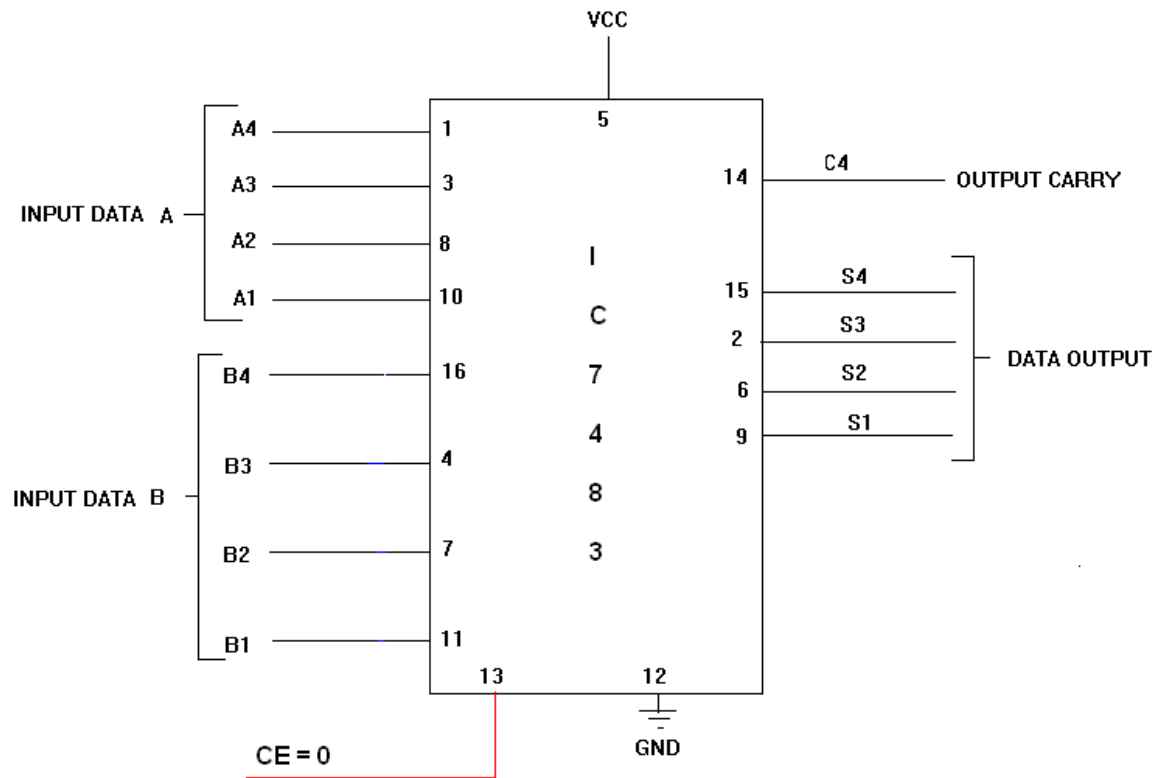 VCC
5
A4
1
A3
3
INPUT DATA A
A2
8
A1
10
B4
16
B3
4
INPUT DATA B
B2
7
B1
11
I
C
7
4
8
3
14
C4
OUTPUT CARRY
15
S4
2
S3
DATA OUTPUT
6
S2
9
S1
13
12
CE = 0
GND